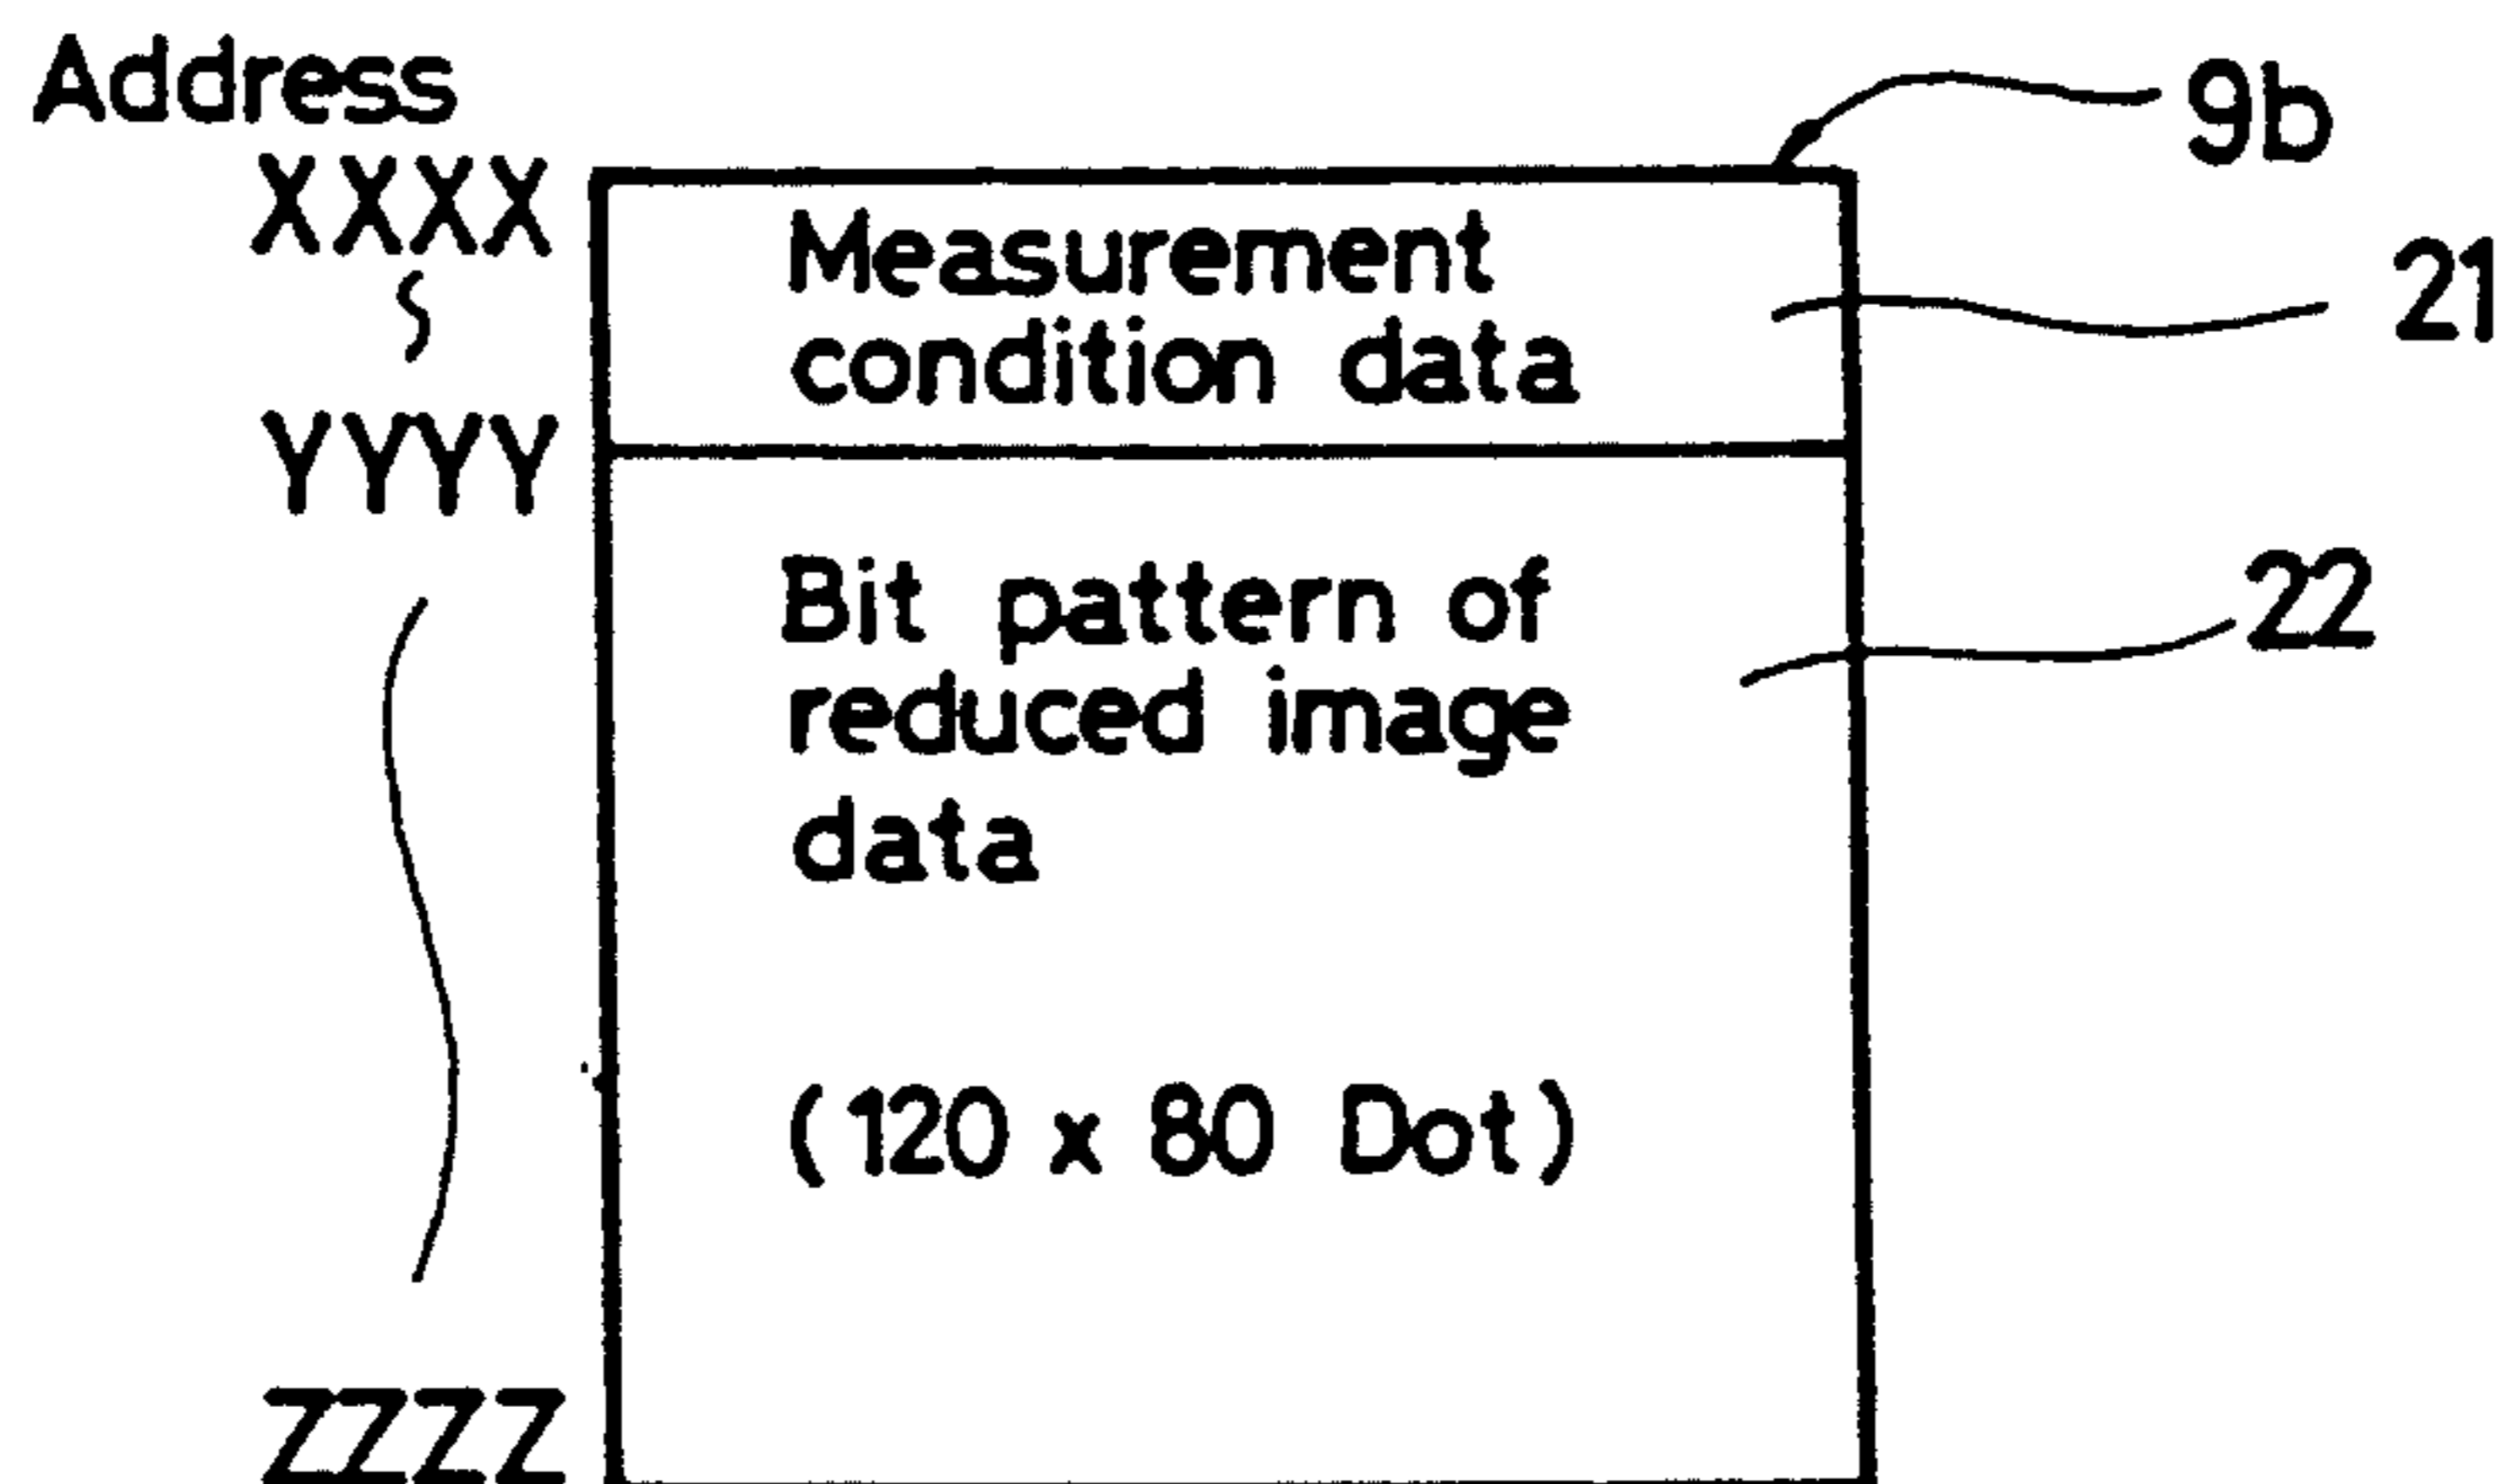 Address
9b
XXXX
Measurement
condition data
21
YYYY
Bit pattern of
reduced image
data
22
(120 x 80 Dot)
ZZZZ